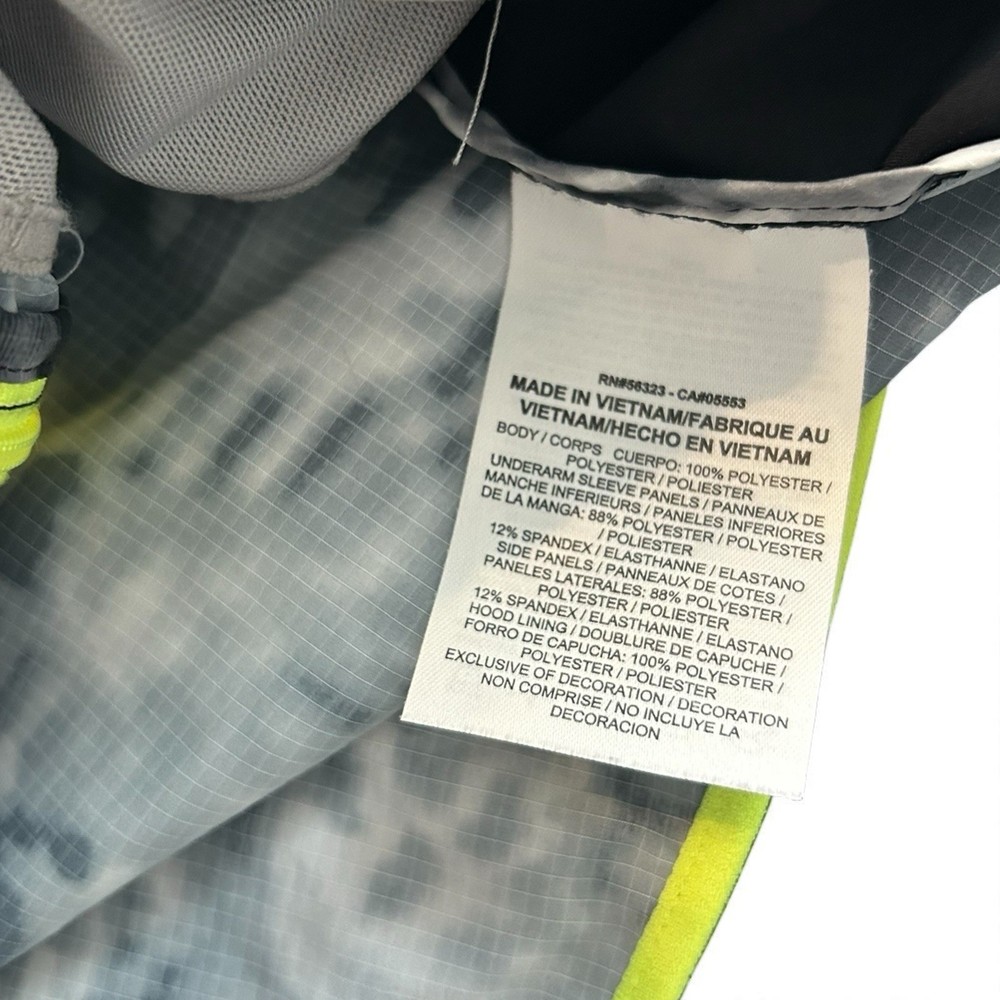 RN#56323 - CA#05553
MADE IN VIETNAM/FABRIQUE AU
VIETNAM/HECHO EN VIETNAM
BODY / CORPS CUERPO: 100% POLYESTER /
POLYESTER / POLIESTER
UNDERARM SLEEVE PANELS / PANNEAUX DE
MANCHE INFERIEURS / PANELES INFERIORES
DE LA MANGA: 88% POLYESTER / POLYESTER
/ POLIESTER
12% SPANDEX / ELASTHANNE / ELASTANO
SIDE PANELS / PANNEAUX DE COTES /
PANELES LATERALES: 88% POLYESTER /
POLYESTER / POLIESTER
12% SPANDEX / ELASTHANNE / ELASTANO
HOOD LINING / DOUBLURE DE CAPUCHE /
FORRO DE CAPUCHA: 100% POLYESTER /
POLYESTER / POLIESTER
EXCLUSIVE OF DECORATION / DECORATION
NON COMPRISE / NO INCLUYE LA
DECORACION